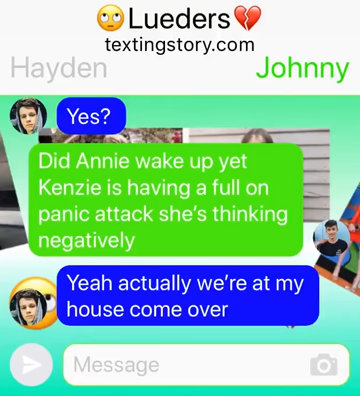 🙄Lueders💔
textingstory.com
Hayden Johnny
Yes?
Did Annie wake up yet
Kenzie is having a full on
panic attack she's thinking
negatively
Yeah actually we're at my
house come over
Message